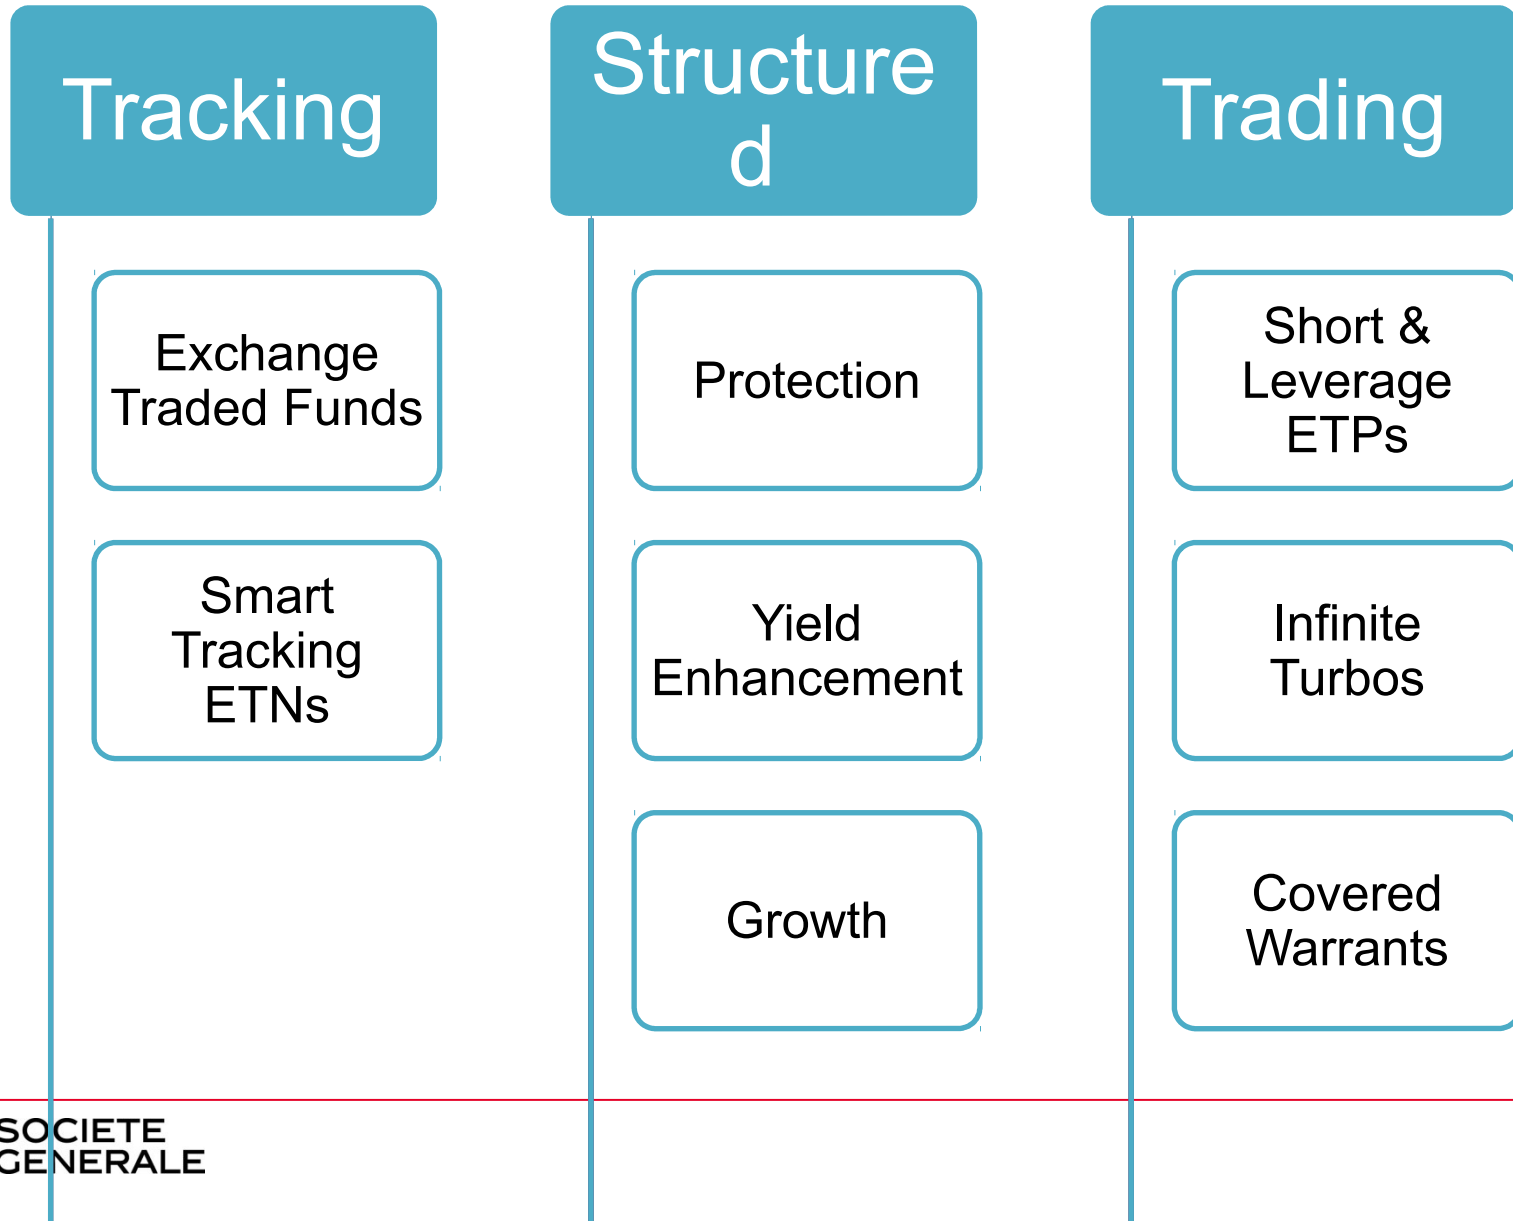 Tracking
Exchange
Traded Funds
Smart
Tracking
ETNs
Structure
d
Protection
Yield
Enhancement
Growth
Trading
Short &
Leverage
ETPs
Infinite
Turbos
Covered
Warrants
SOCIETE
GENERALE